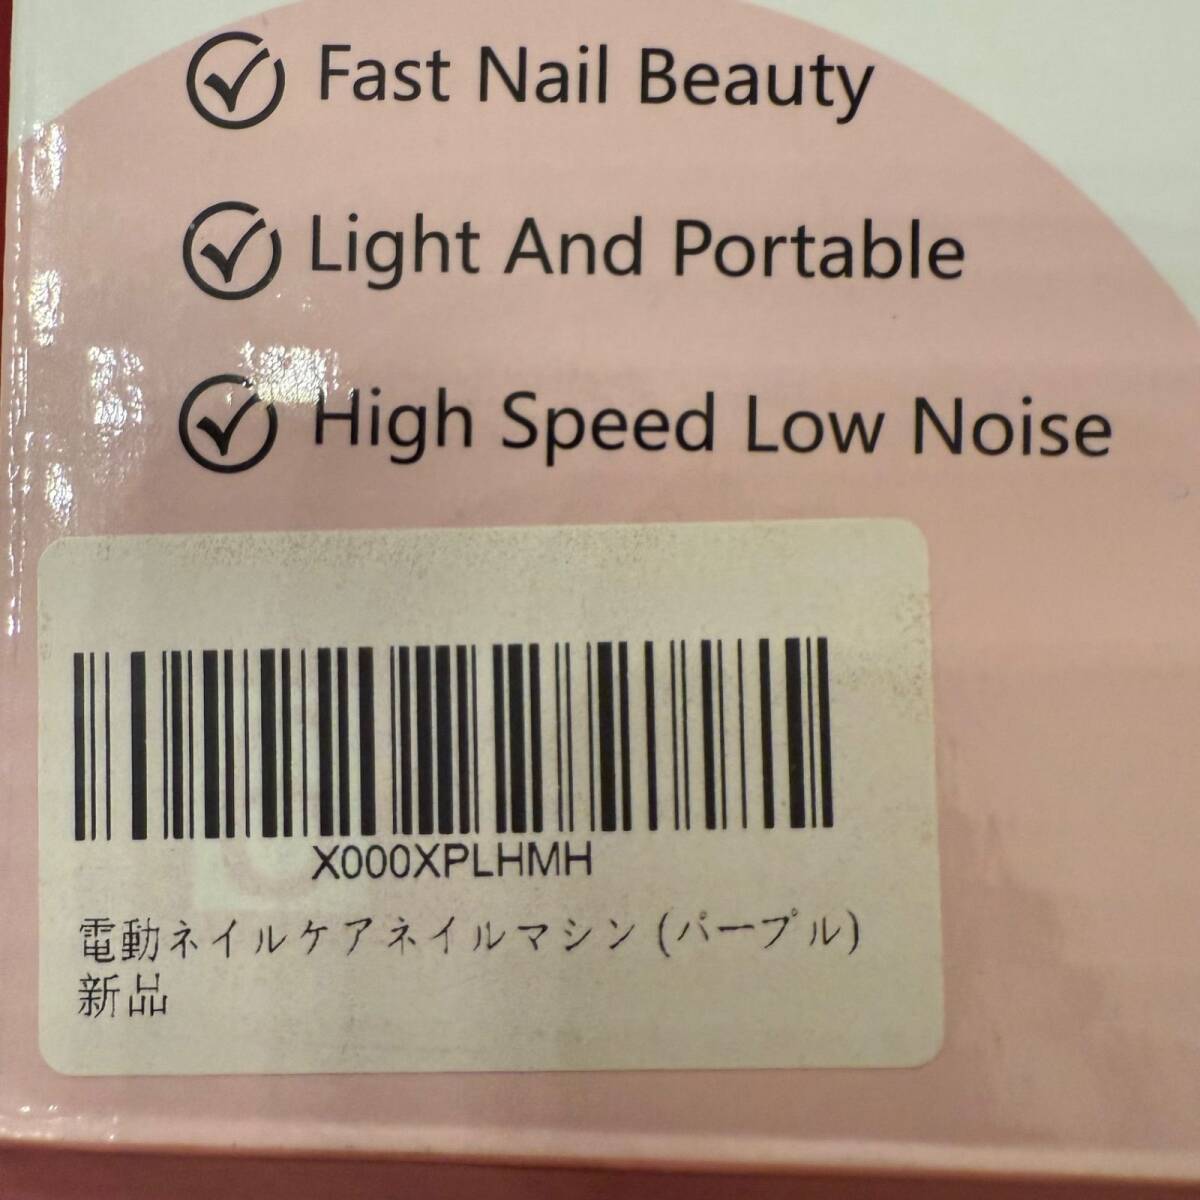 Fast Nail Beauty
Light And Portable
High Speed Low Noise
X000XPLHMH
電動ネイルケアネイルマシン(パープル)
新品